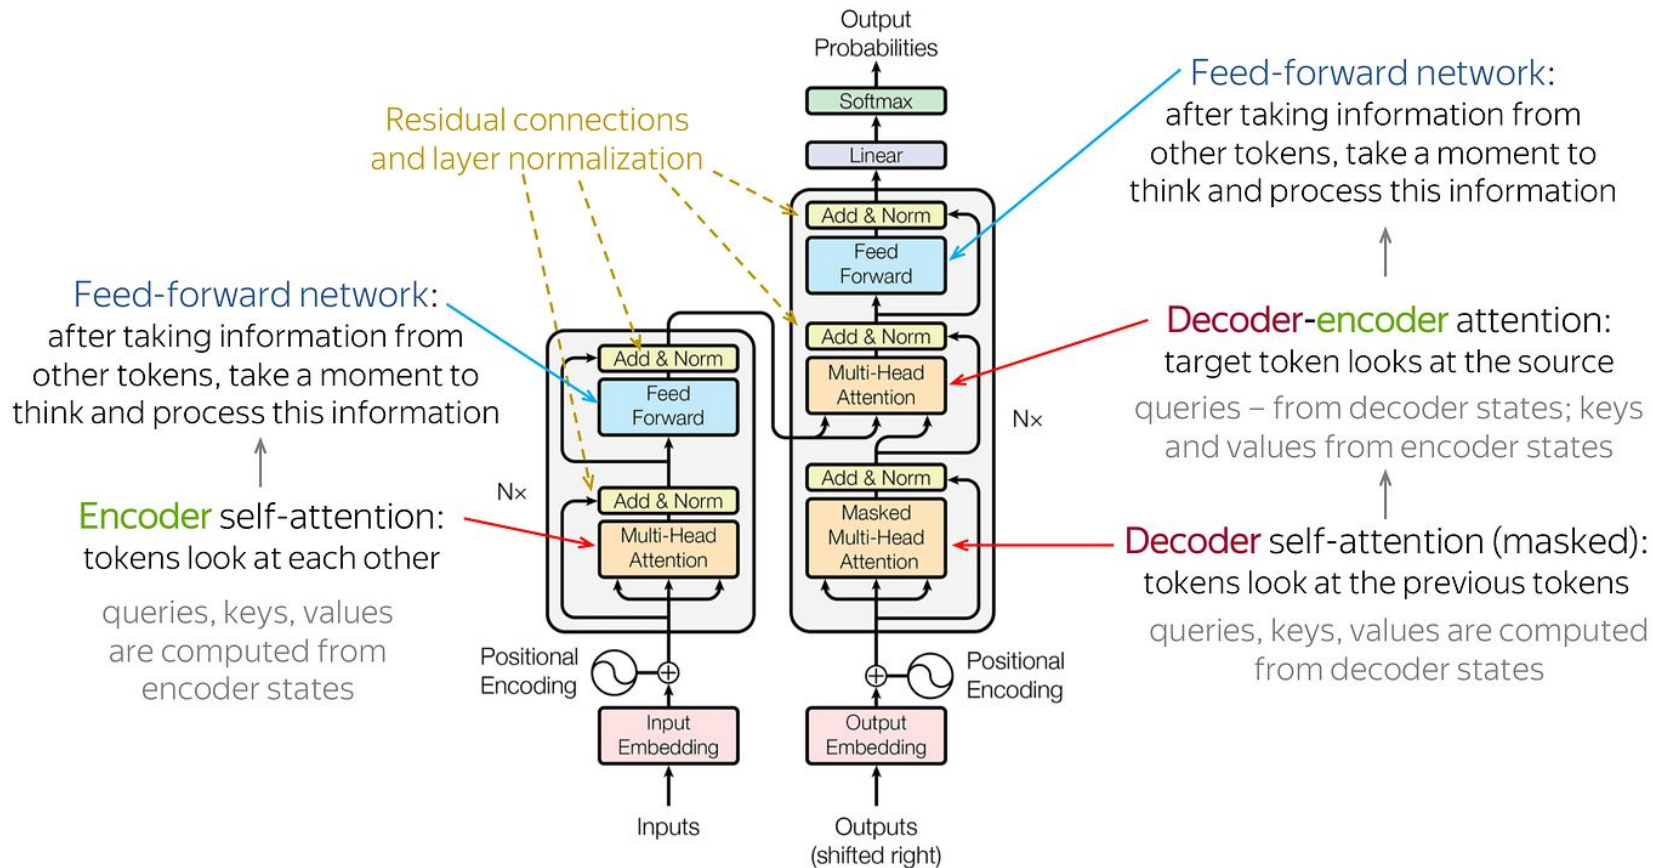 Output
Probabilities
Softmax
Linear
Add & Norm
Feed
Forward
Add & Norm
Multi-Head
Attention
Add & Norm
Masked
Multi-Head
Attention
Nx
Positional
Encoding
Output
Embedding
Outputs
(shifted right)
Residual connections
and layer normalization
Feed-forward network:
after taking information from
other tokens, take a moment to
think and process this information
Encoder self-attention:
tokens look at each other
queries, keys, values
are computed from
encoder states
Add & Norm
Feed
Forward
Nx
Add & Norm
Multi-Head
Attention
Positional
Encoding
Input
Embedding
Inputs
Feed-forward network:
after taking information from
other tokens, take a moment to
think and process this information
Decoder-encoder attention:
target token looks at the source
queries – from decoder states; keys
and values from encoder states
Decoder self-attention (masked):
tokens look at the previous tokens
queries, keys, values are computed
from decoder states